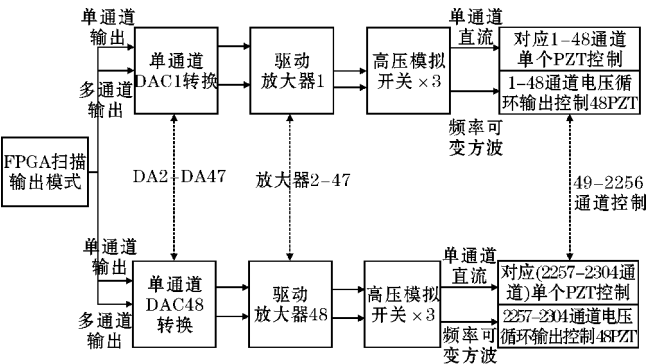 单通道
输出
多通道
输出
单通道
DAC1转换
驱动
放大器1
高压模拟
开关×3
单通道
直流
频率可
变方波
对应1-48通道
单个PZT控制
1-48通道电压循
环输出控制48PZT
FPGA扫描
输出模式
DA2-DA47
放大器2-47
49-2256
通道控制
单通道
输出
多通道
输出
单通道
DAC48
转换
驱动
放大器48
高压模拟
开关×3
单通道
直流
频率可
变方波
对应(2257-2304通
道)单个PZT控制
2257-2304通道电压
循环输出控制48PZT